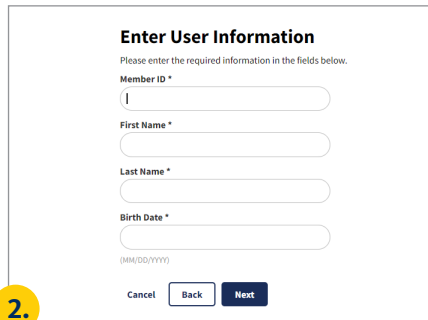 Enter User Information
Please enter the required information in the fields below.
Member ID *
First Name *
Last Name *
Birth Date *
(MM/DD/YYYY)
Cancel Back Next
2.